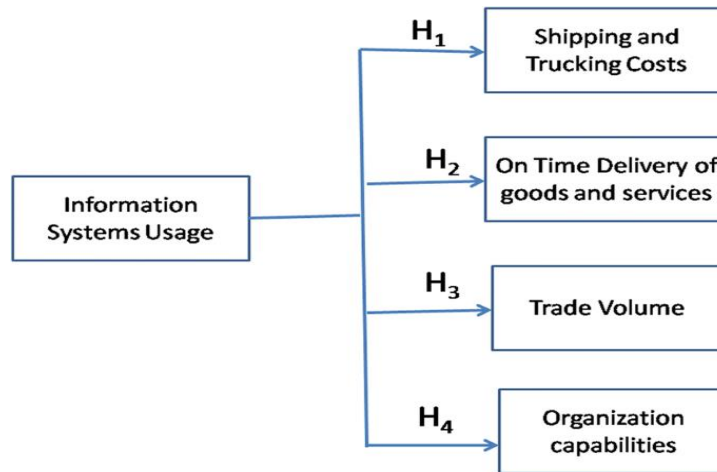 Information
Systems Usage
H₁
Shipping and
Trucking Costs
H₂
On Time Delivery of
goods and services
H₃
Trade Volume
H₄
Organization
capabilities